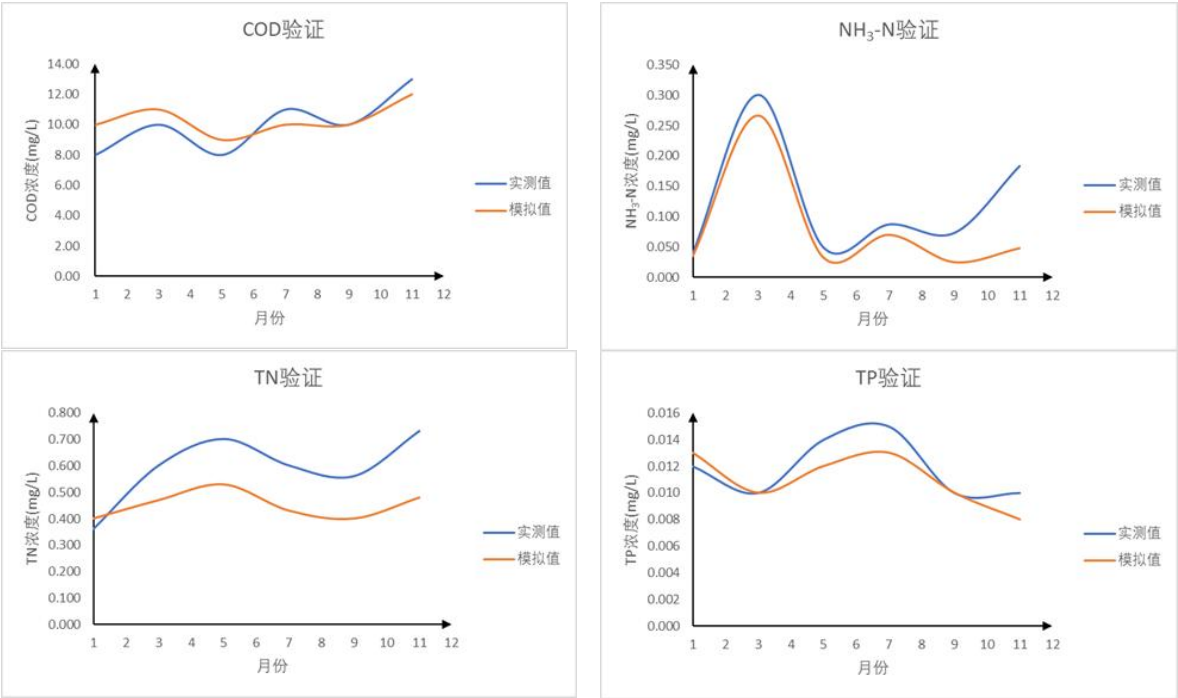 COD验证
14.00
12.00
10.00
8.00
6.00
4.00
2.00
0.00
COD浓度(mg/L)
1 2 3 4 5 6 7 8 9 10 11 12
月份
实测值
模拟值
NH₃-N验证
0.350
0.300
0.250
0.200
0.150
0.100
0.050
0.000
NH₃-N浓度(mg/L)
1 2 3 4 5 6 7 8 9 10 11 12
月份
实测值
模拟值
TN验证
0.800
0.700
0.600
0.500
0.400
0.300
0.200
0.100
0.000
TN浓度(mg/L)
1 2 3 4 5 6 7 8 9 10 11 12
月份
实测值
模拟值
TP验证
0.016
0.014
0.012
0.010
0.008
0.006
0.004
0.002
0.000
TP浓度(mg/L)
1 2 3 4 5 6 7 8 9 10 11 12
月份
实测值
模拟值